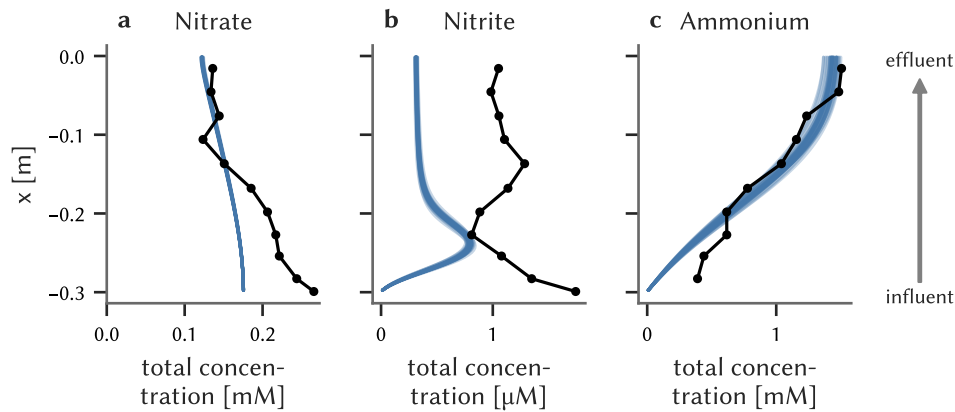 a Nitrate
b Nitrite
c Ammonium
0.0
−0.1
−0.2
−0.3
x [m]
0.0 0.1 0.2
0 1
0 1
total concen-
tration [mM]
total concen-
tration [μM]
total concen-
tration [mM]
effluent
influent